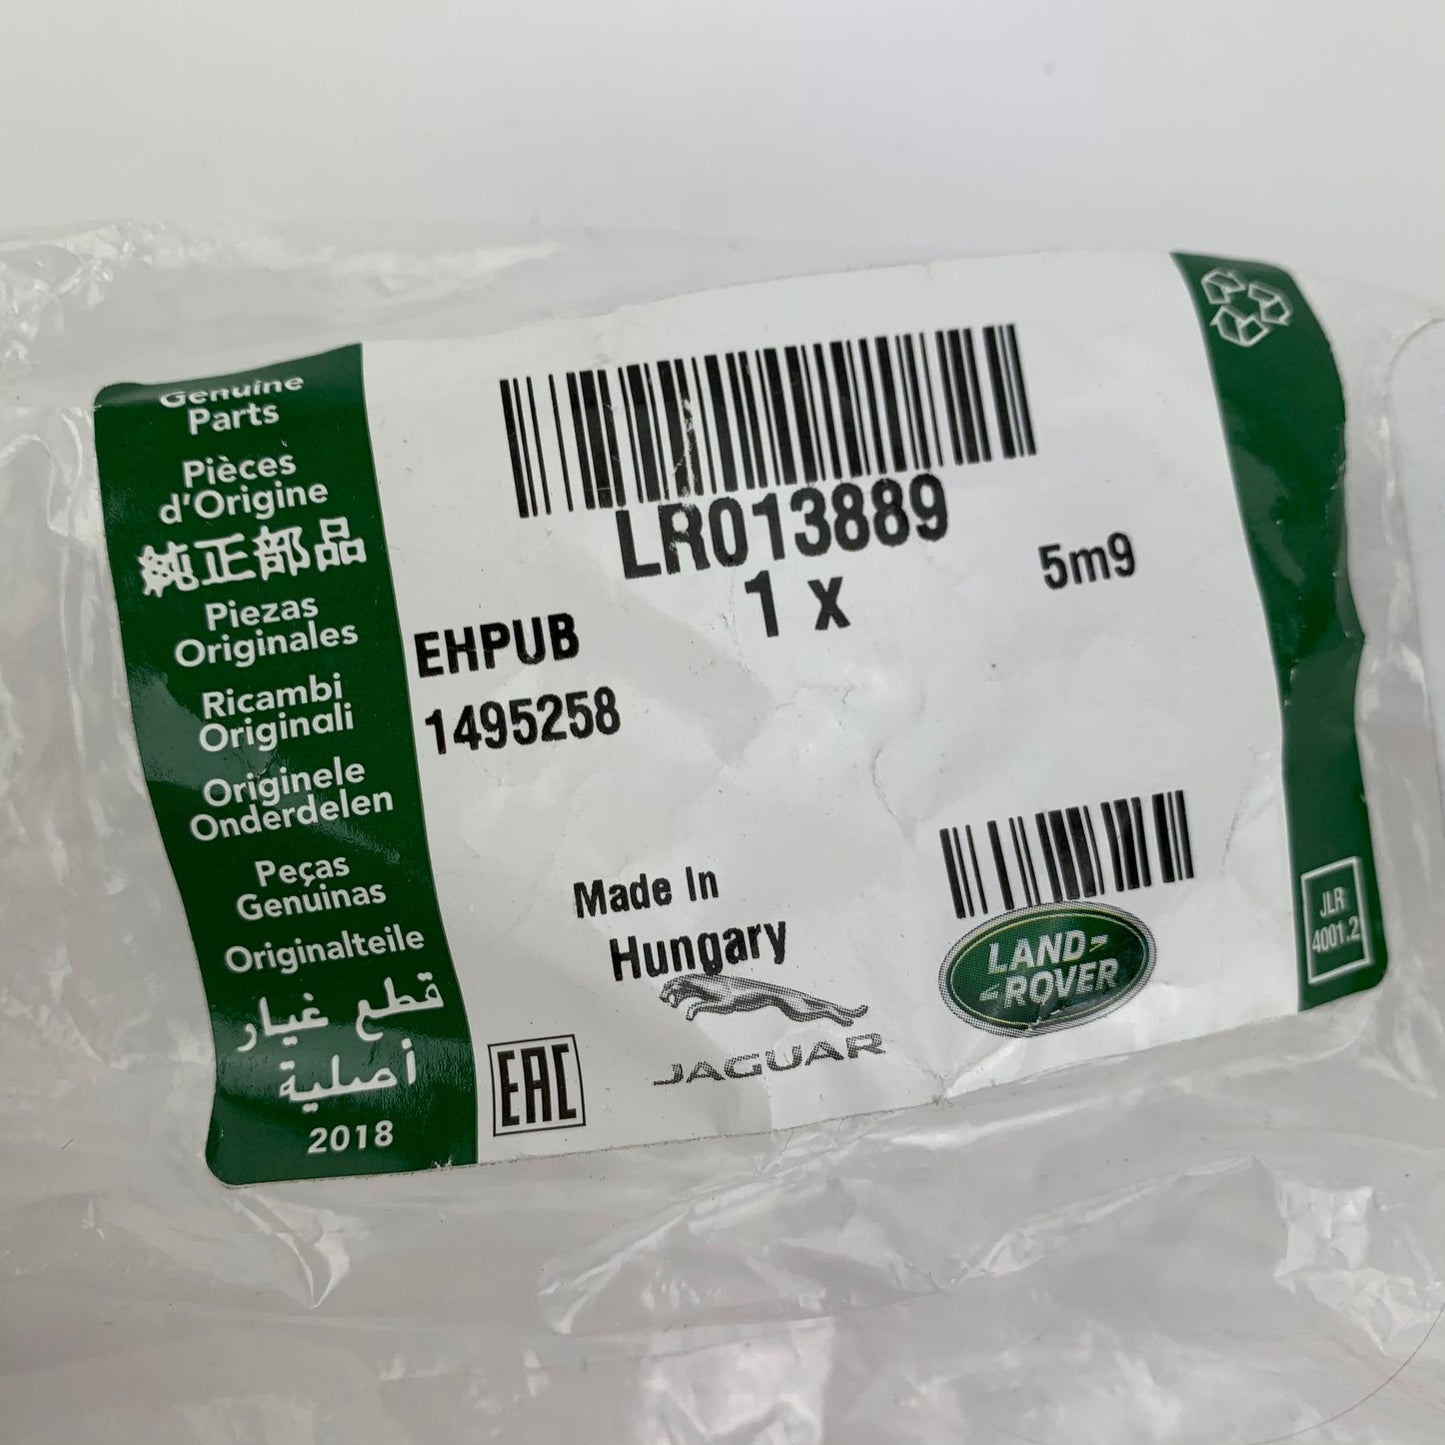 Genuine
Parts
Pièces
d'Origine
純正部品
Piezas
Originales
Ricambi
Originali
Originele
Onderdelen
Peças
Genuinas
Originalteile
قطع غيار
أصلية
2018
LR013889
1 x
5m9
EHPUB
1495258
Made In
Hungary
JAGUAR
LAND-
ROVER
EAC
JLR
4001.2